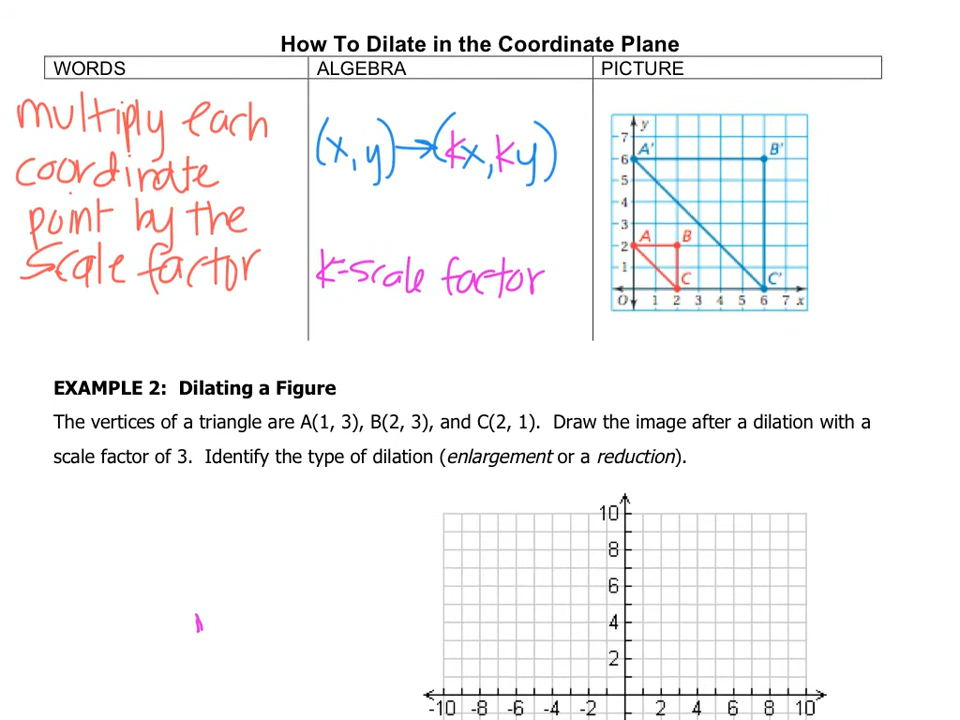 How To Dilate in the Coordinate Plane
WORDS ALGEBRA PICTURE
multiply each
coordinate
point by the
scale factor
(x, y) → (kx, ky)
k-scale factor
y
7
A' B'
6
5
4
3
A B
2
1
C C'
O 1 2 3 4 5 6 7 x
EXAMPLE 2: Dilating a Figure
The vertices of a triangle are A(1, 3), B(2, 3), and C(2, 1). Draw the image after a dilation with a
scale factor of 3. Identify the type of dilation (enlargement or a reduction).
10
8
6
4
2
-10 -8 -6 -4 -2 2 4 6 8 10